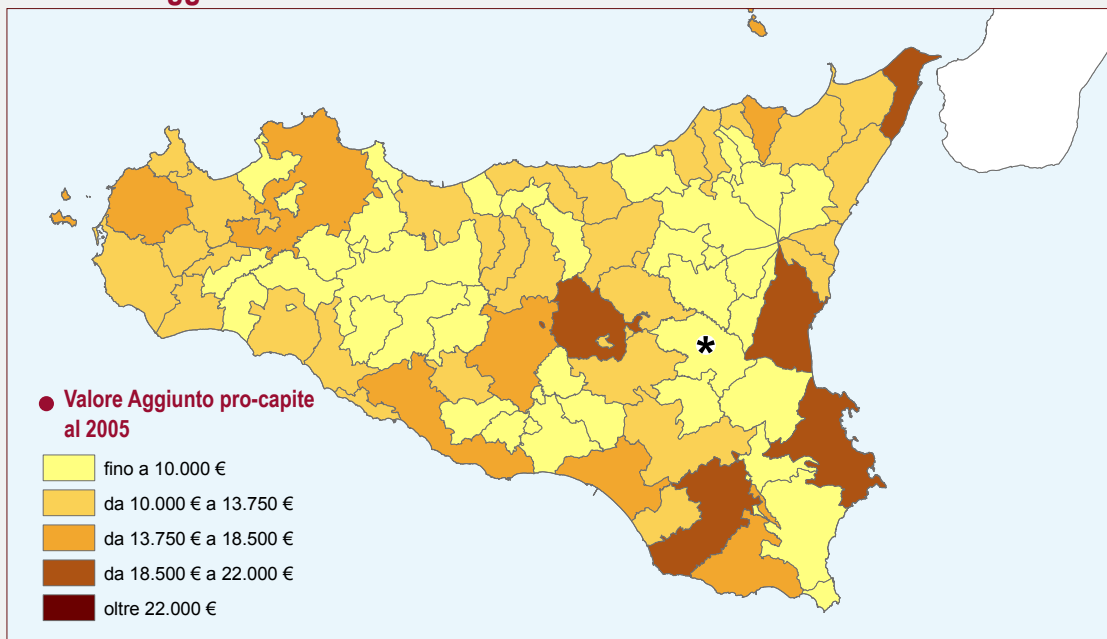 Valore Aggiunto pro-capite
al 2005
fino a 10.000 €
da 10.000 € a 13.750 €
da 13.750 € a 18.500 €
da 18.500 € a 22.000 €
oltre 22.000 €
*